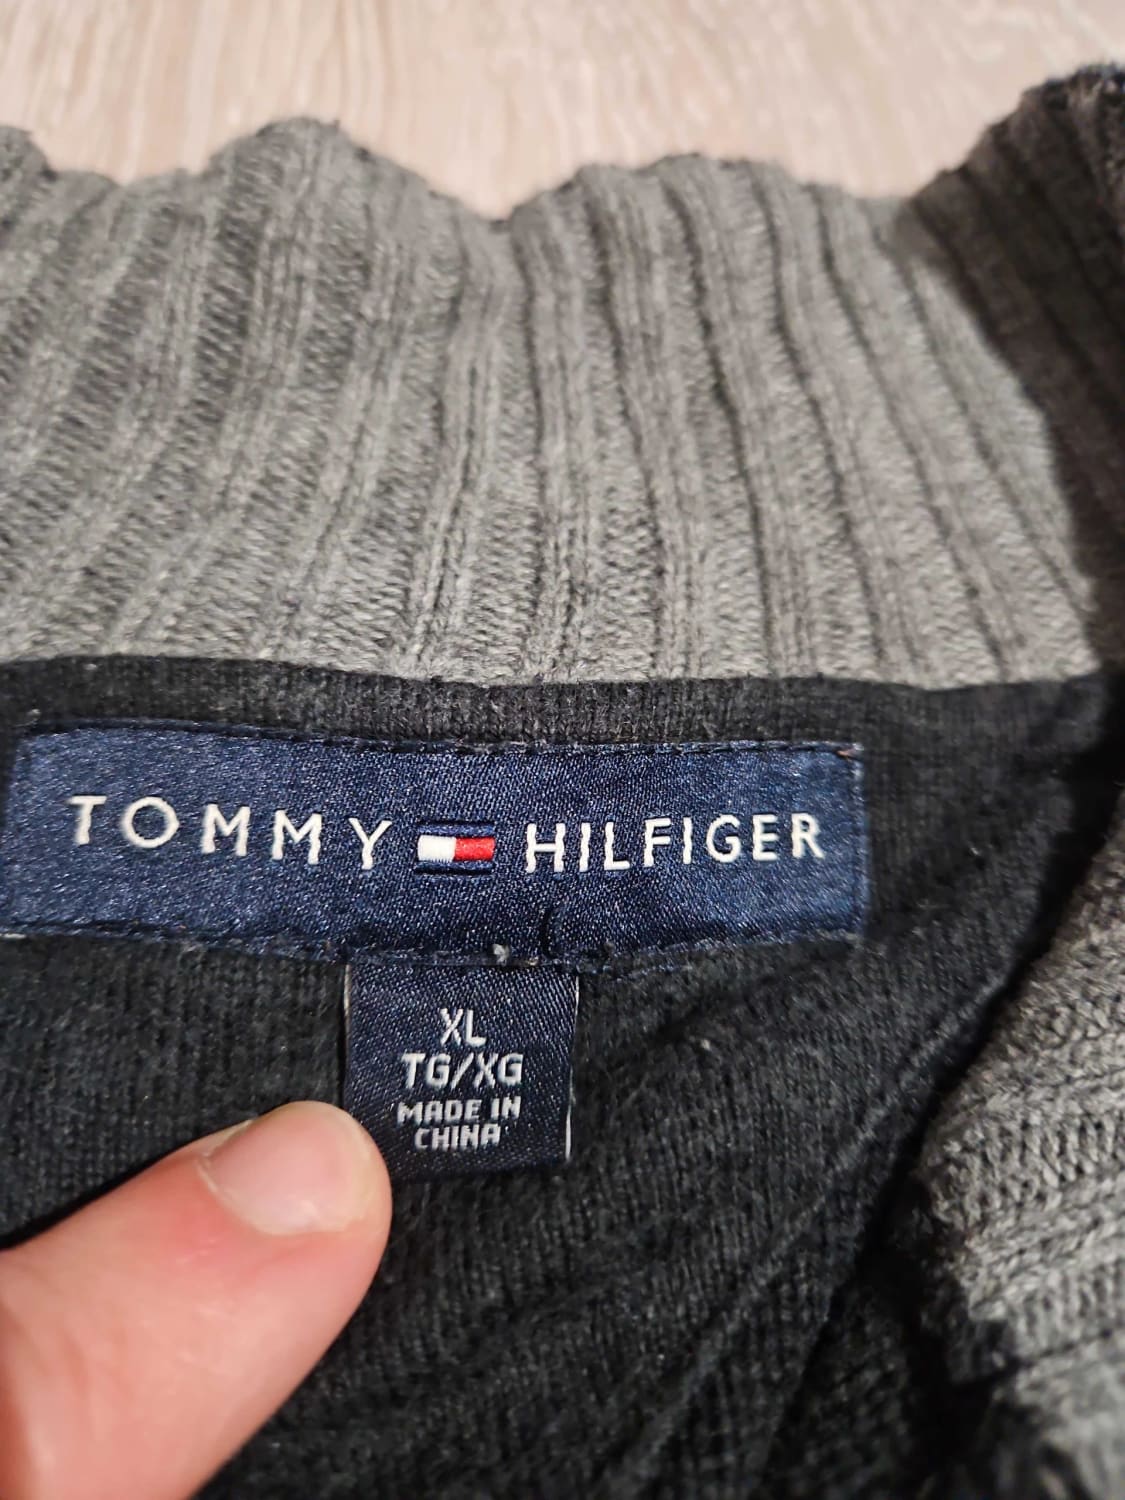 TOMMY HILFIGER
XL
TG/XG
MADE IN
CHINA